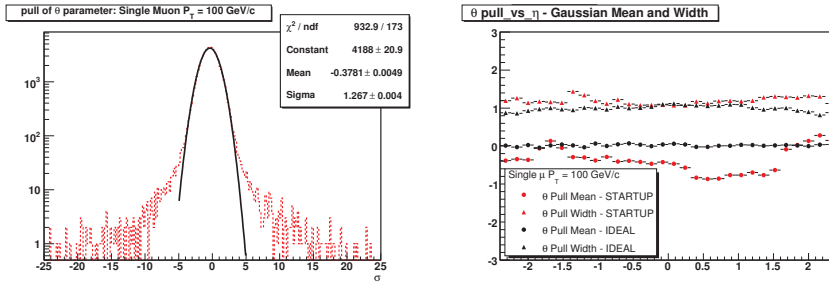 pull of θ parameter: Single Muon P_T = 100 GeV/c
χ² / ndf 932.9 / 173
Constant 4188 ± 20.9
Mean -0.3781 ± 0.0049
Sigma 1.267 ± 0.004
10³
10²
10
1
-25 -20 -15 -10 -5 0 5 10 15 20 25
σ
θ pull_vs_η - Gaussian Mean and Width
3
2
1
0
-1
-2
-3
Single μ P_T = 100 GeV/c
θ Pull Mean - STARTUP
θ Pull Width - STARTUP
θ Pull Mean - IDEAL
θ Pull Width - IDEAL
-2 -1.5 -1 -0.5 0 0.5 1 1.5 2